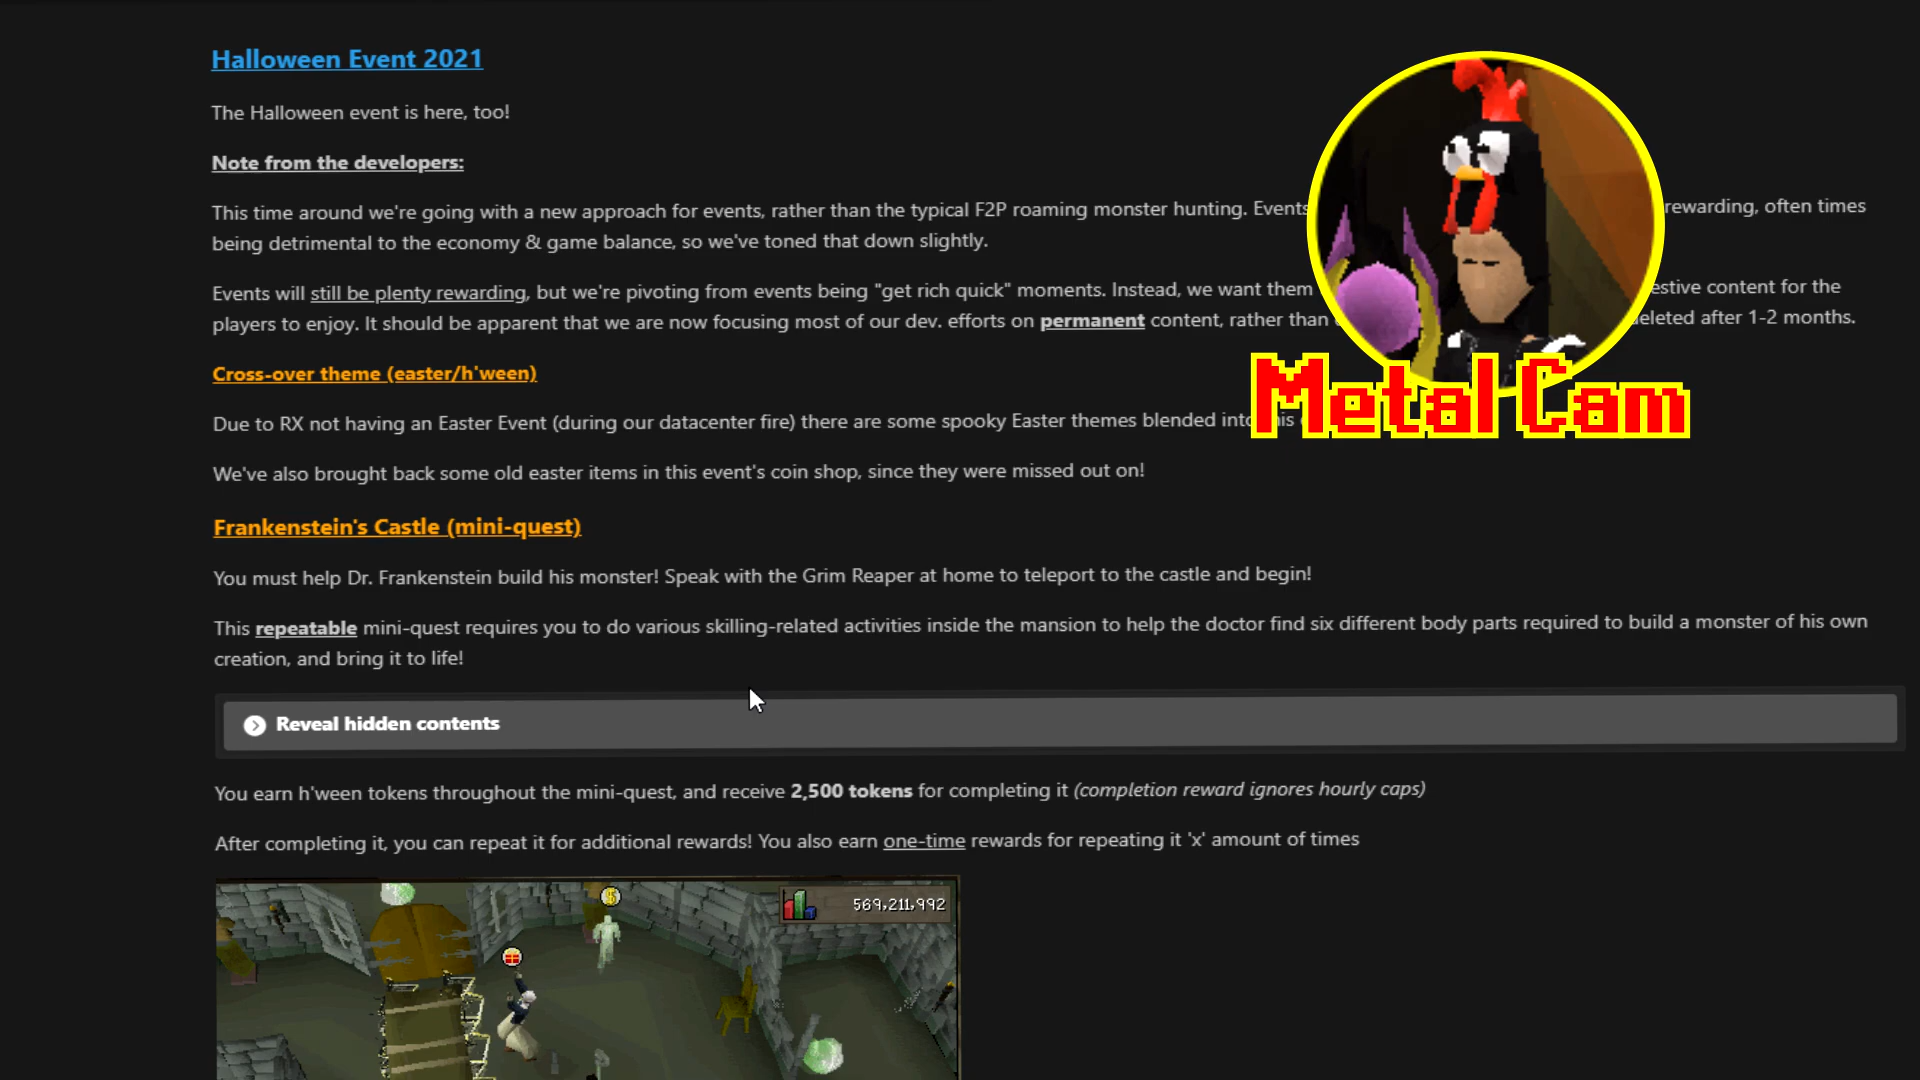 Halloween Event 2021
The Halloween event is here, too!
Note from the developers:
This time around we're going with a new approach for events, rather than the typical F2P roaming monster hunting. Events rewarding, often times
being detrimental to the economy & game balance, so we've toned that down slightly.
Events will still be plenty rewarding, but we're pivoting from events being "get rich quick" moments. Instead, we want them content for the
players to enjoy. It should be apparent that we are now focusing most of our dev. efforts on permanent content, rather than after 1-2 months.
Cross-over theme (easter/h'ween)
Due to RX not having an Easter Event (during our datacenter fire) there are some spooky Easter themes blended into
Metal Cam
We've also brought back some old easter items in this event's coin shop, since they were missed out on!
Frankenstein's Castle (mini-quest)
You must help Dr. Frankenstein build his monster! Speak with the Grim Reaper at home to teleport to the castle and begin!
This repeatable mini-quest requires you to do various skilling-related activities inside the mansion to help the doctor find six different body parts required to build a monster of his own
creation, and bring it to life!
Reveal hidden contents
You earn h'ween tokens throughout the mini-quest, and receive 2,500 tokens for completing it (completion reward ignores hourly caps)
After completing it, you can repeat it for additional rewards! You also earn one-time rewards for repeating it 'x' amount of times
569,211,992